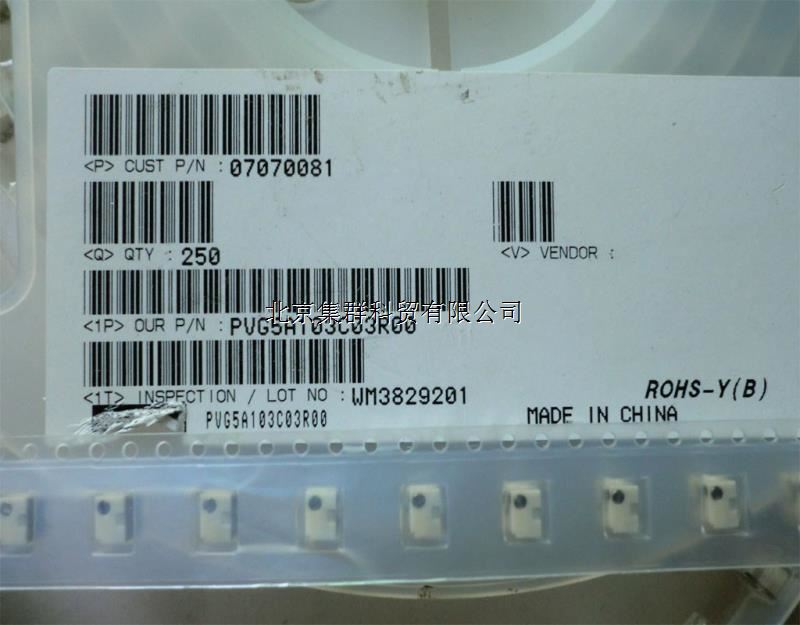 <P> CUST P/N : 07070081
<Q> QTY : 250
<V> VENDOR :
北京集群科贸有限公司
<1P> OUR P/N : PVG5A103C03R00
<1T> INSPECTION / LOT NO : WM3829201
ROHS-Y(B)
PVG5A103C03R00
MADE IN CHINA